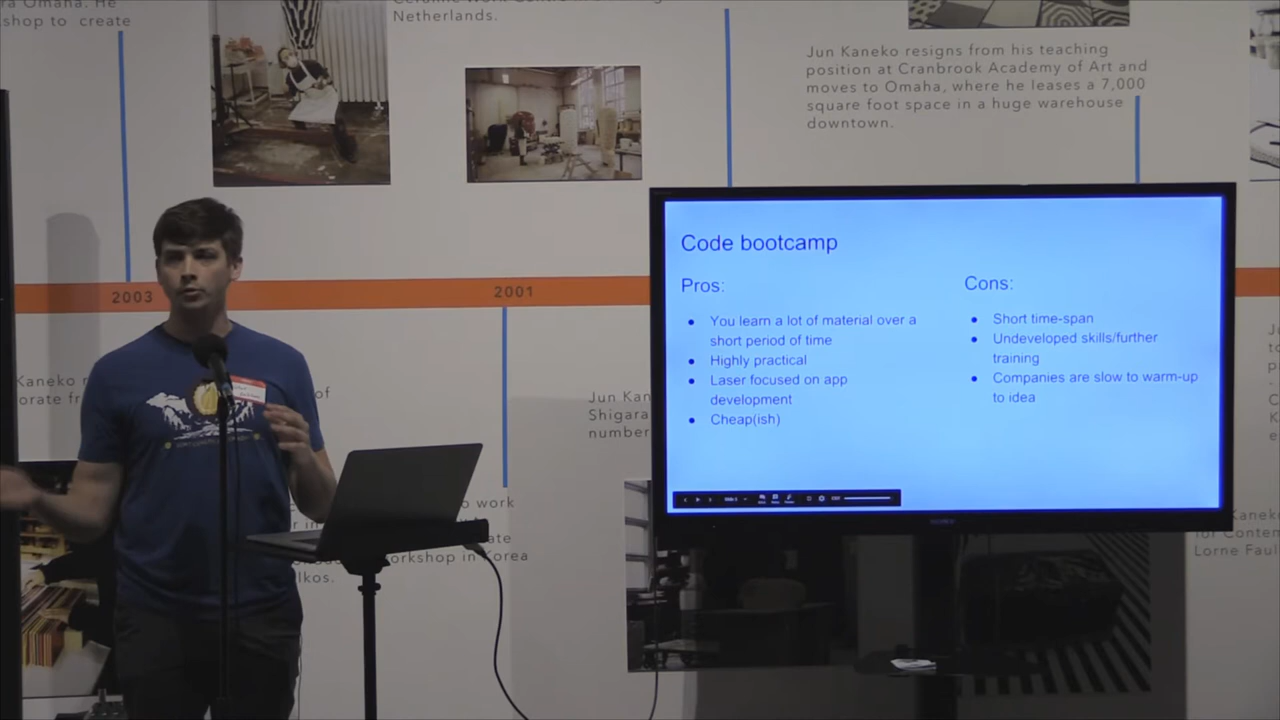 ra Omaha. He
shop to create
Netherlands.
Jun Kaneko resigns from his teaching
position at Cranbrook Academy of Art and
moves to Omaha, where he leases a 7,000
square foot space in a huge warehouse
downtown.
2003
2001
Code bootcamp
Pros:
● You learn a lot of material over a
short period of time
● Highly practical
● Laser focused on app
development
● Cheap(ish)
Cons:
● Short time-span
● Undeveloped skills/further
training
● Companies are slow to warm-up
to idea
Kaneko
orate
of
Jun Kan
Shigara
number
o work
orkshop in Korea
lkos.
Kaneko
for Contem
Lorne Faul